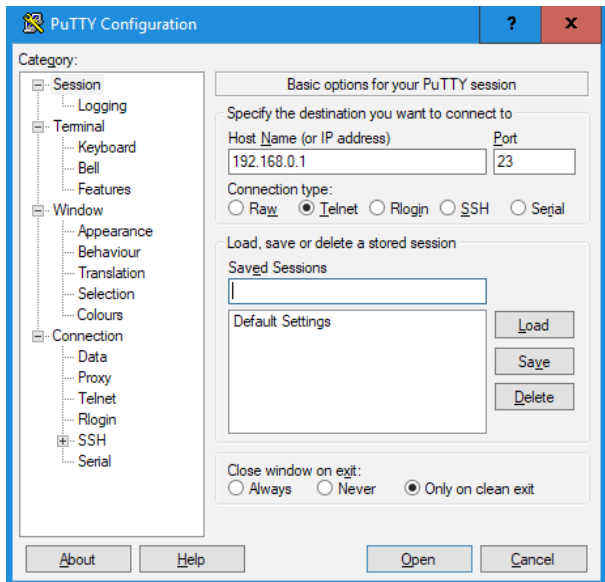 PuTTY Configuration
? x
Category:
Session
Logging
Terminal
Keyboard
Bell
Features
Window
Appearance
Behaviour
Translation
Selection
Colours
Connection
Data
Proxy
Telnet
Rlogin
SSH
Serial
Basic options for your PuTTY session
Specify the destination you want to connect to
Host Name (or IP address) Port
192.168.0.1 23
Connection type:
Raw Telnet Rlogin SSH Serial
Load, save or delete a stored session
Saved Sessions
Default Settings
Load
Save
Delete
Close window on exit:
Always Never Only on clean exit
About Help Open Cancel